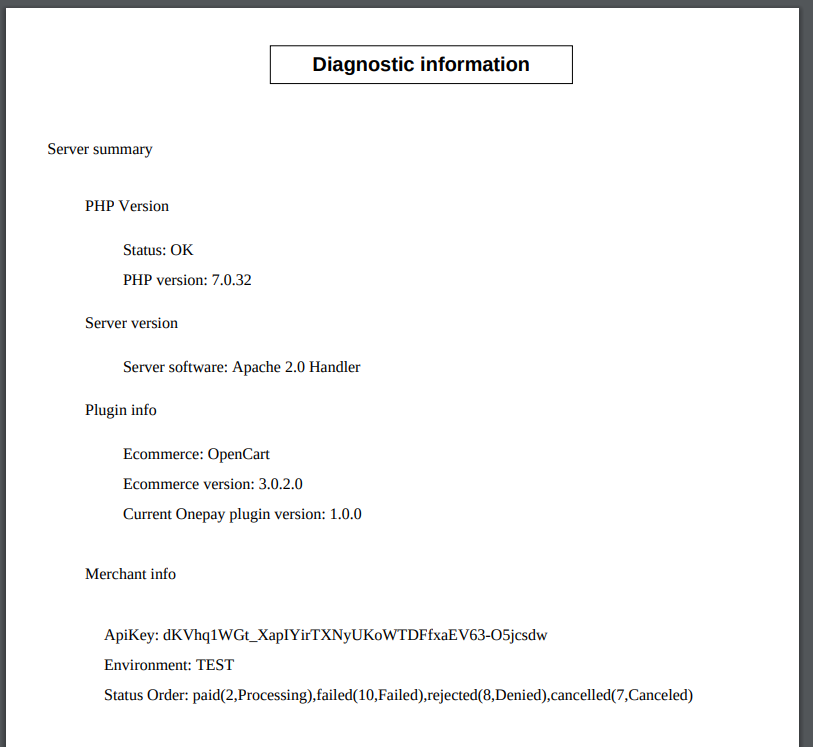 Diagnostic information
Server summary
PHP Version
Status: OK
PHP version: 7.0.32
Server version
Server software: Apache 2.0 Handler
Plugin info
Ecommerce: OpenCart
Ecommerce version: 3.0.2.0
Current Onepay plugin version: 1.0.0
Merchant info
ApiKey: dKVhq1WGt_XapIYirTXNyUKoWTDFfxaEV63-O5jcsdw
Environment: TEST
Status Order: paid(2,Processing),failed(10,Failed),rejected(8,Denied),cancelled(7,Canceled)